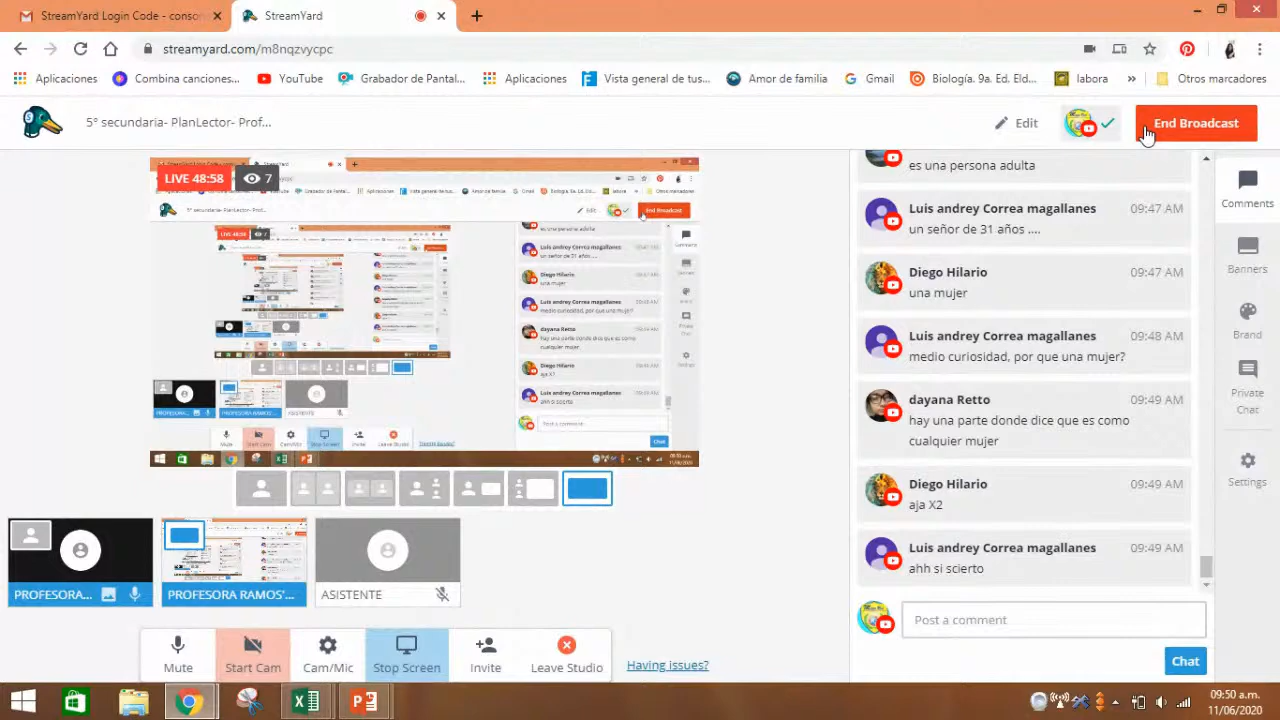 StreamYard Login Code - conso
StreamYard
streamyard.com/m8nqzvycpc
Aplicaciones
Combina canciones...
YouTube
Grabador de Pantal...
Aplicaciones
Vista general de tus...
Amor de familia
Gmail
Biología. 9a. Ed. Eld...
labora
»
Otros marcadores
5° secundaria- PlanLector- Prof...
Edit
End Broadcast
LIVE 48:58
7
es una persona adulta
Luis andrey Correa magallanes
09:47 AM
un señor de 31 años ....
Diego Hilario
09:47 AM
una mujer
Luis andrey Correa magallanes
09:48 AM
medio curiosidad, por que una mujer?
dayana Retto
09:49 AM
hay una parte donde dice que es como
cualquier mujer
Diego Hilario
09:49 AM
aja X2
Luis andrey Correa magallanes
09:49 AM
ahh si scierto
Post a comment
Chat
Comments
Banners
Brand
Private
Chat
Settings
PROFESORA...
PROFESORA RAMOS'...
ASISTENTE
Mute
Start Cam
Cam/Mic
Stop Screen
Invite
Leave Studio
Having issues?
09:50 a.m.
11/06/2020